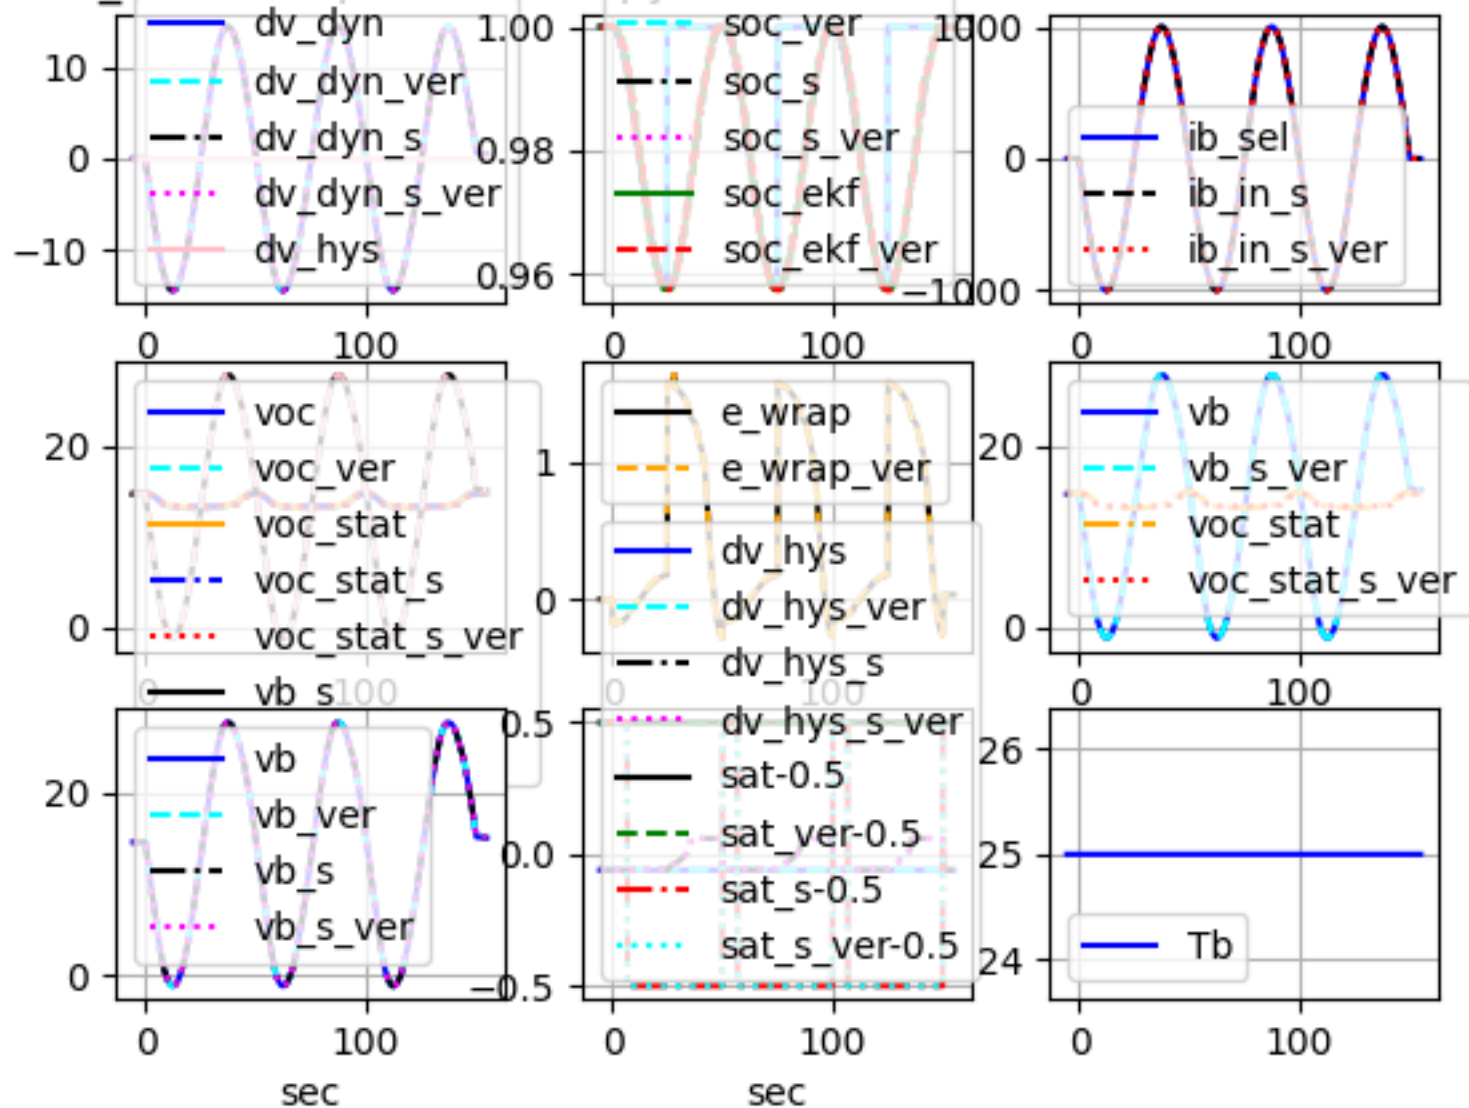 dv_dyn
dv_dyn_ver
dv_dyn_s
dv_dyn_s_ver
dv_hys
10
0
−10
0
100
soc_ver
soc_s
soc_s_ver
soc_ekf
soc_ekf_ver
1.00
0.98
0.96
0
100
ib_sel
ib_in_s
ib_in_s_ver
1000
0
−1000
0
100
voc
voc_ver
voc_stat
voc_stat_s
voc_stat_s_ver
vb_s
20
0
0
100
e_wrap
e_wrap_ver
dv_hys
dv_hys_ver
dv_hys_s
dv_hys_s_ver
1
0
0
100
vb
vb_s_ver
voc_stat
voc_stat_s_ver
20
0
0
100
vb
vb_ver
vb_s
vb_s_ver
20
0
0
100
sec
sat-0.5
sat_ver-0.5
sat_s-0.5
sat_s_ver-0.5
0.5
0.0
−0.5
0
100
sec
Tb
26
25
24
0
100